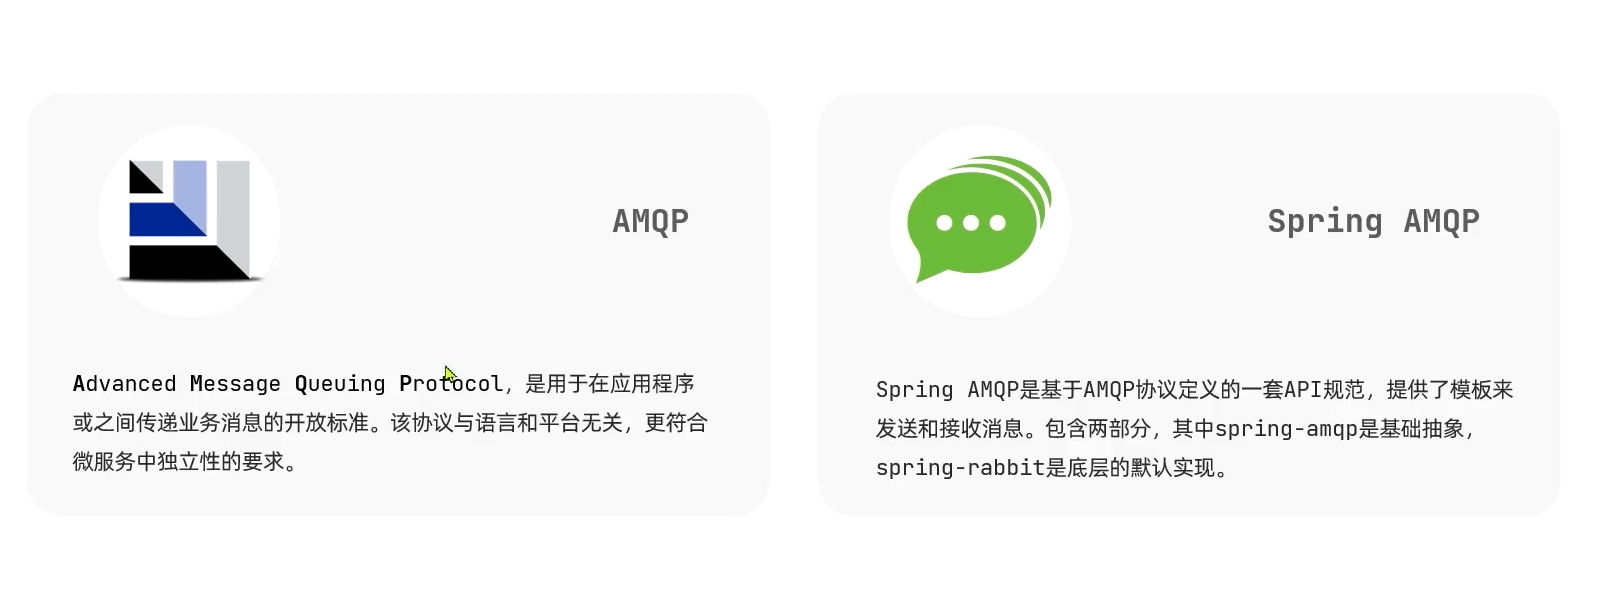 AMQP
Advanced Message Queuing Protocol，是用于在应用程序
或之间传递业务消息的开放标准。该协议与语言和平台无关，更符合
微服务中独立性的要求。
Spring AMQP
Spring AMQP是基于AMQP协议定义的一套API规范，提供了模板来
发送和接收消息。包含两部分，其中spring-amqp是基础抽象，
spring-rabbit是底层的默认实现。